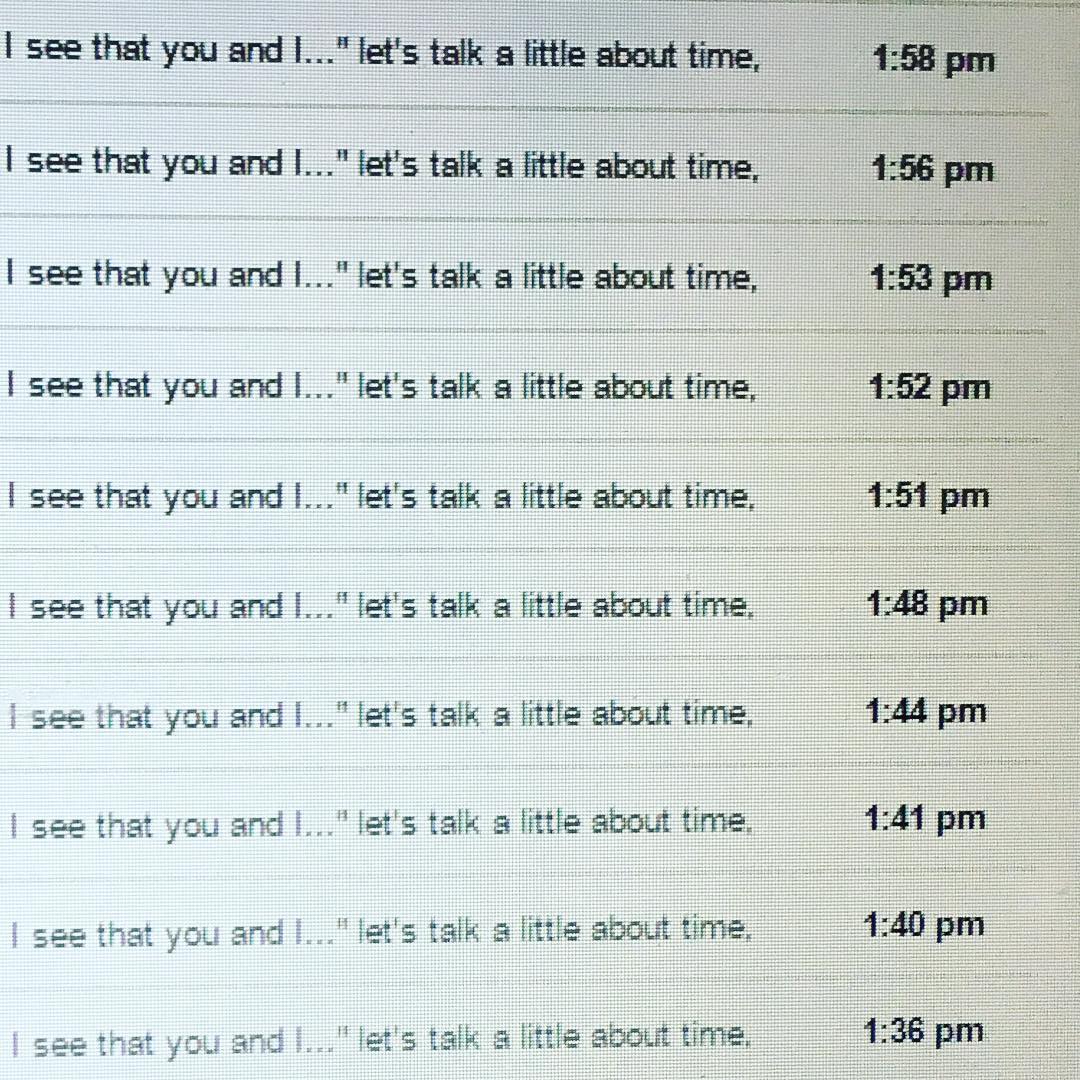 I see that you and I..." let's talk a little about time, 1:58 pm
I see that you and I..." let's talk a little about time, 1:56 pm
I see that you and I..." let's talk a little about time, 1:53 pm
I see that you and I..." let's talk a little about time, 1:52 pm
I see that you and I..." let's talk a little about time, 1:51 pm
I see that you and I..." let's talk a little about time, 1:48 pm
I see that you and I..." let's talk a little about time, 1:44 pm
I see that you and I..." let's talk a little about time, 1:41 pm
I see that you and I..." let's talk a little about time, 1:40 pm
I see that you and I..." let's talk a little about time, 1:36 pm